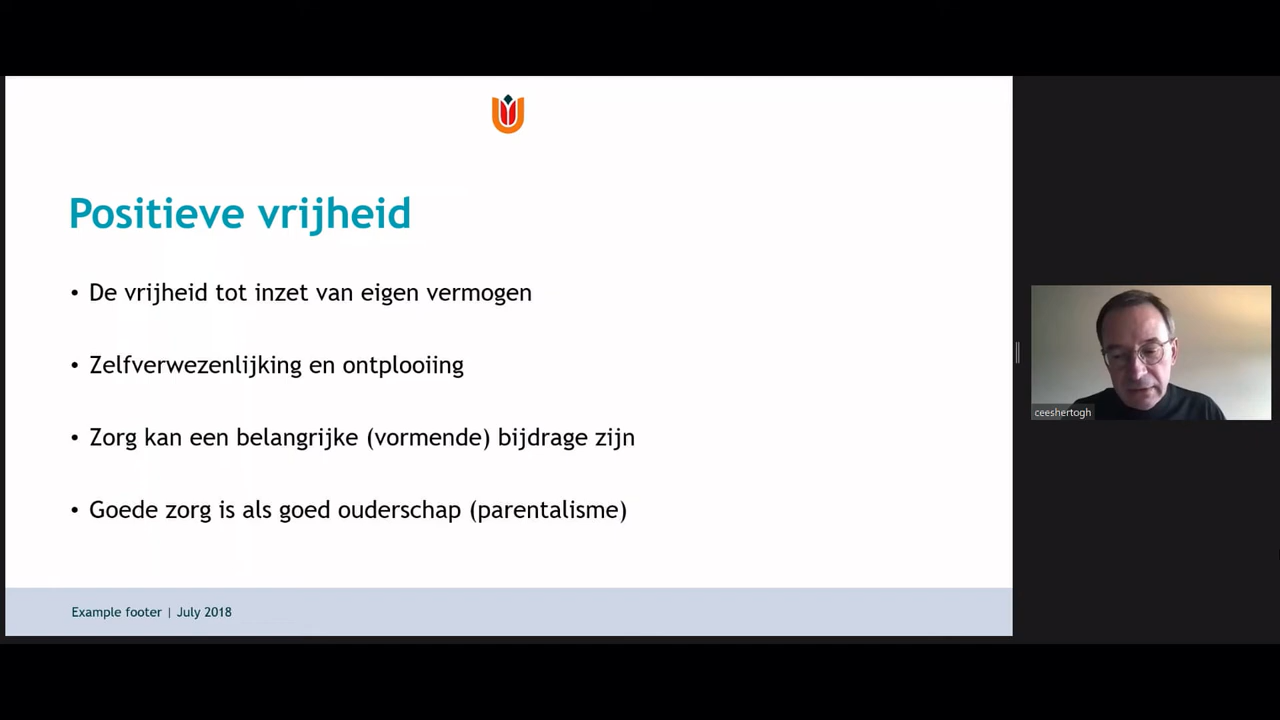 Positieve vrijheid
• De vrijheid tot inzet van eigen vermogen
• Zelfverwezenlijking en ontplooiing
• Zorg kan een belangrijke (vormende) bijdrage zijn
• Goede zorg is als goed ouderschap (parentalisme)
Example footer | July 2018
ceeshertogh